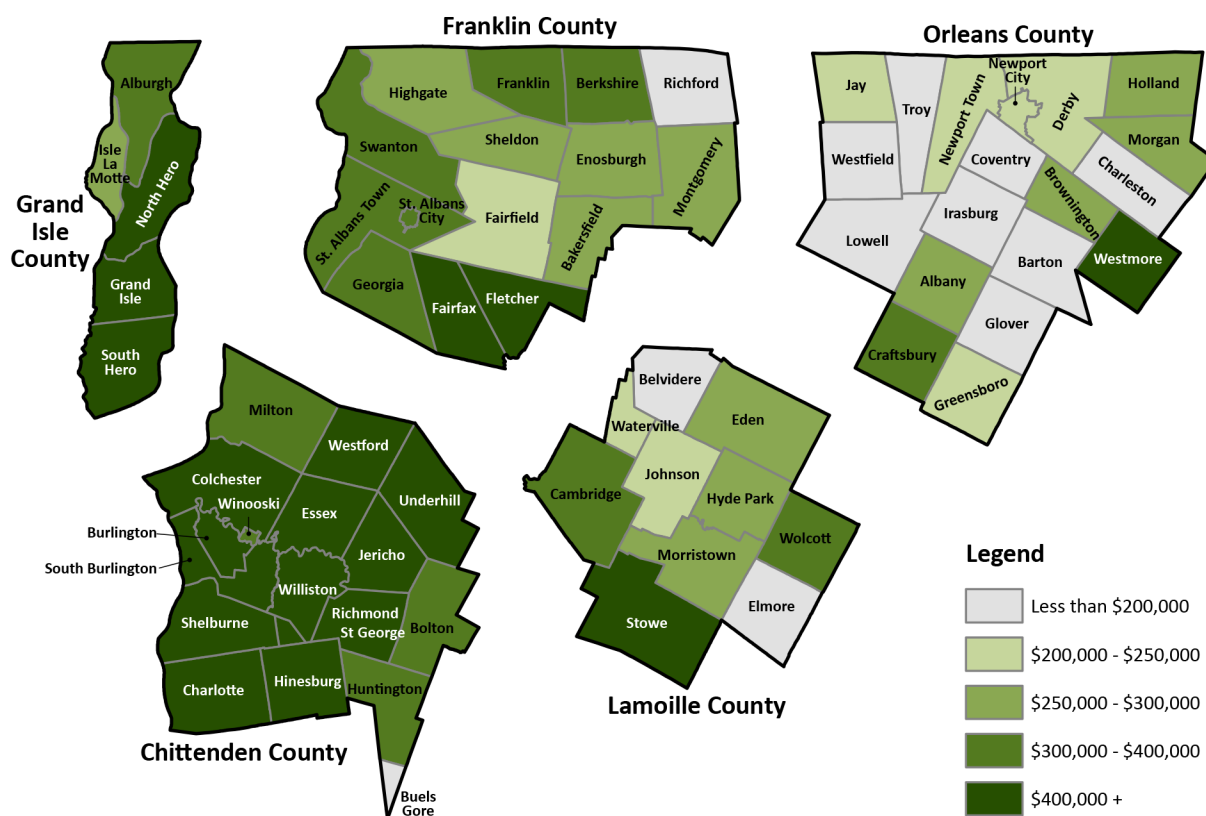 Franklin County
Orleans County
Alburgh
Isle
La
Motte
North Hero
Grand
Isle
County
Grand
Isle
South
Hero
Highgate
Franklin
Berkshire
Richford
Swanton
Sheldon
Enosburgh
Montgomery
St. Albans Town
St. Albans
City
Fairfield
Bakersfield
Georgia
Fairfax
Fletcher
Jay
Troy
Newport Town
Newport
City
Derby
Holland
Morgan
Westfield
Coventry
Charleston
Brownington
Irasburg
Lowell
Barton
Westmore
Albany
Glover
Craftsbury
Greensboro
Milton
Westford
Colchester
Winooski
Essex
Underhill
Burlington
South Burlington
Jericho
Williston
Richmond
St George
Bolton
Shelburne
Charlotte
Hinesburg
Huntington
Buels
Gore
Chittenden County
Belvidere
Waterville
Eden
Johnson
Cambridge
Hyde Park
Wolcott
Morristown
Elmore
Stowe
Lamoille County
Legend
Less than $200,000
$200,000 - $250,000
$250,000 - $300,000
$300,000 - $400,000
$400,000 +